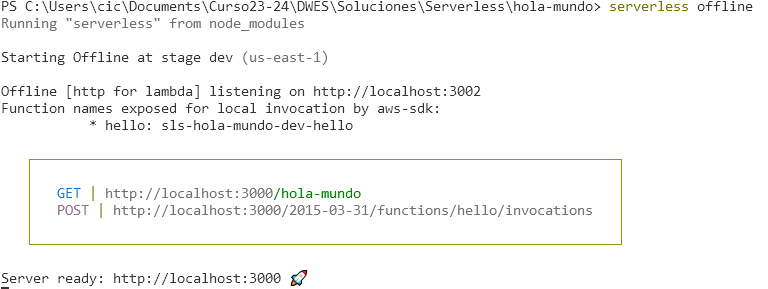 PS C:\Users\cic\Documents\Curso23-24\DWES\Soluciones\Serverless\hola-mundo> serverless offline
Running "serverless" from node_modules
Starting Offline at stage dev (us-east-1)
Offline [http for lambda] listening on http://localhost:3002
Function names exposed for local invocation by aws-sdk:
* hello: sls-hola-mundo-dev-hello
GET | http://localhost:3000/hola-mundo
POST | http://localhost:3000/2015-03-31/functions/hello/invocations
Server ready: http://localhost:3000 🚀